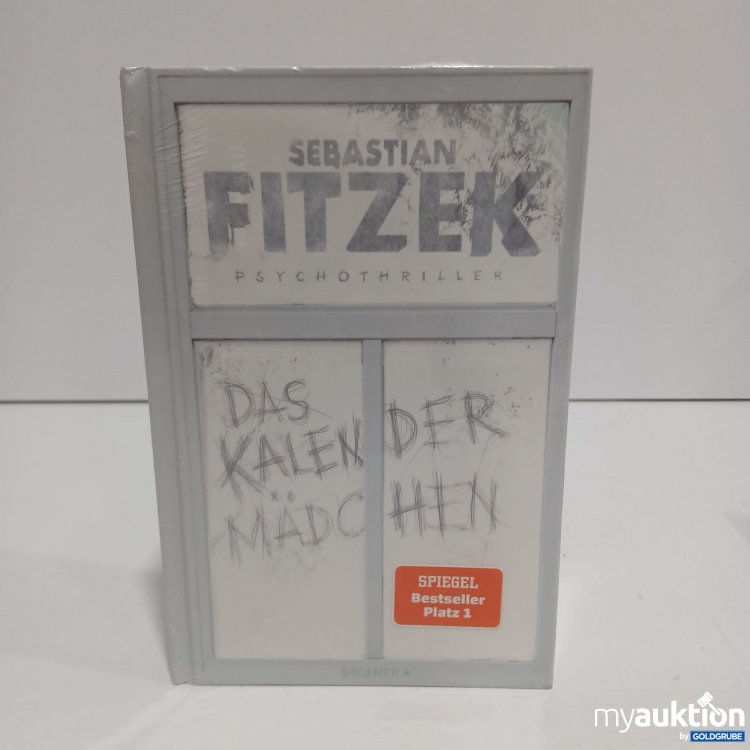 SEBASTIAN
FITZEK
PSYCHOTHRILLER
DAS
KALENDER
MÄDCHEN
SPIEGEL
Bestseller
Platz 1
DROEMER★
myauktion
by GOLDGRUBE